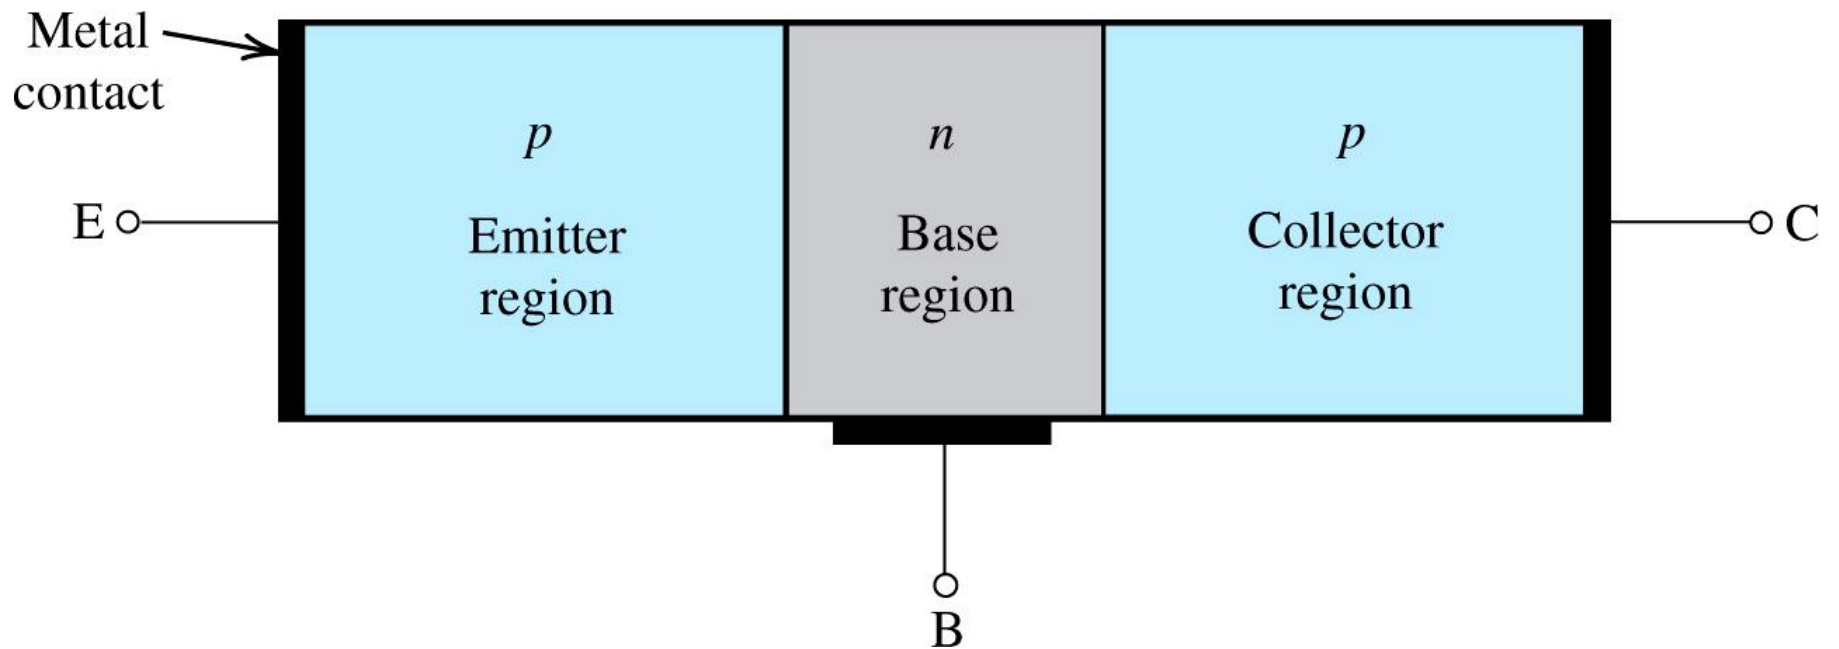 Metal
contact
p
Emitter
region
n
Base
region
p
Collector
region
E
C
B